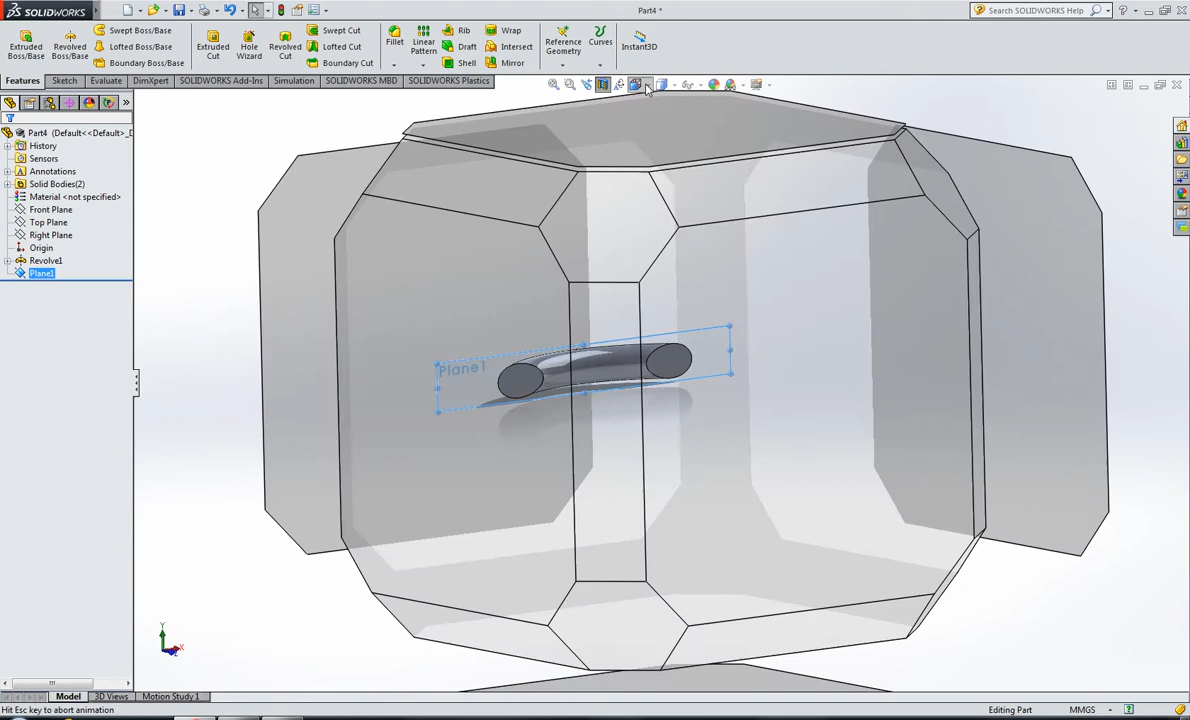 SOLIDWORKS
Part4 *
Search SOLIDWORKS Help
Extruded Boss/Base
Revolved Boss/Base
Swept Boss/Base
Lofted Boss/Base
Boundary Boss/Base
Extruded Cut
Hole Wizard
Revolved Cut
Swept Cut
Lofted Cut
Boundary Cut
Fillet
Linear Pattern
Rib
Draft
Shell
Wrap
Intersect
Mirror
Reference Geometry
Curves
Instant3D
Features
Sketch
Evaluate
DimXpert
SOLIDWORKS Add-Ins
Simulation
SOLIDWORKS MBD
SOLIDWORKS Plastics
Part4 (Default<<Default>_D
History
Sensors
Annotations
Solid Bodies(2)
Material <not specified>
Front Plane
Top Plane
Right Plane
Origin
Revolve1
Plane1
Plane1
Y
X
Z
Model
3D Views
Motion Study 1
Hit Esc key to abort animation
Editing Part
MMGS